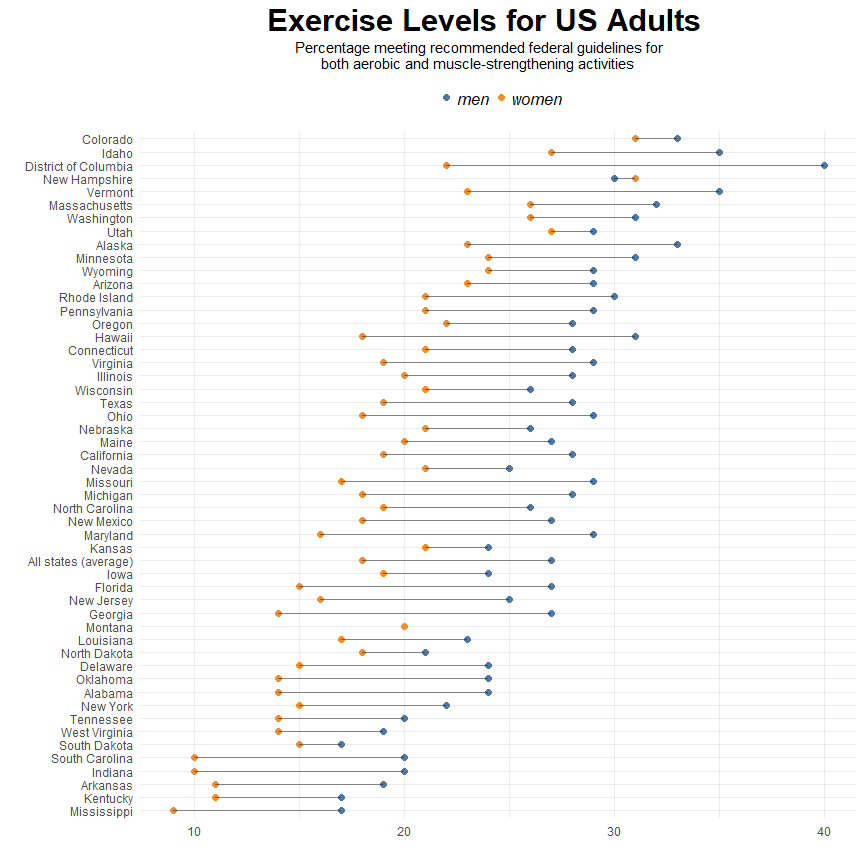 Exercise Levels for US Adults
Percentage meeting recommended federal guidelines for
both aerobic and muscle-strengthening activities
men women
Colorado
Idaho
District of Columbia
New Hampshire
Vermont
Massachusetts
Washington
Utah
Alaska
Minnesota
Wyoming
Arizona
Rhode Island
Pennsylvania
Oregon
Hawaii
Connecticut
Virginia
Illinois
Wisconsin
Texas
Ohio
Nebraska
Maine
California
Nevada
Missouri
Michigan
North Carolina
New Mexico
Maryland
Kansas
All states (average)
Iowa
Florida
New Jersey
Georgia
Montana
Louisiana
North Dakota
Delaware
Oklahoma
Alabama
New York
Tennessee
West Virginia
South Dakota
South Carolina
Indiana
Arkansas
Kentucky
Mississippi
10 20 30 40